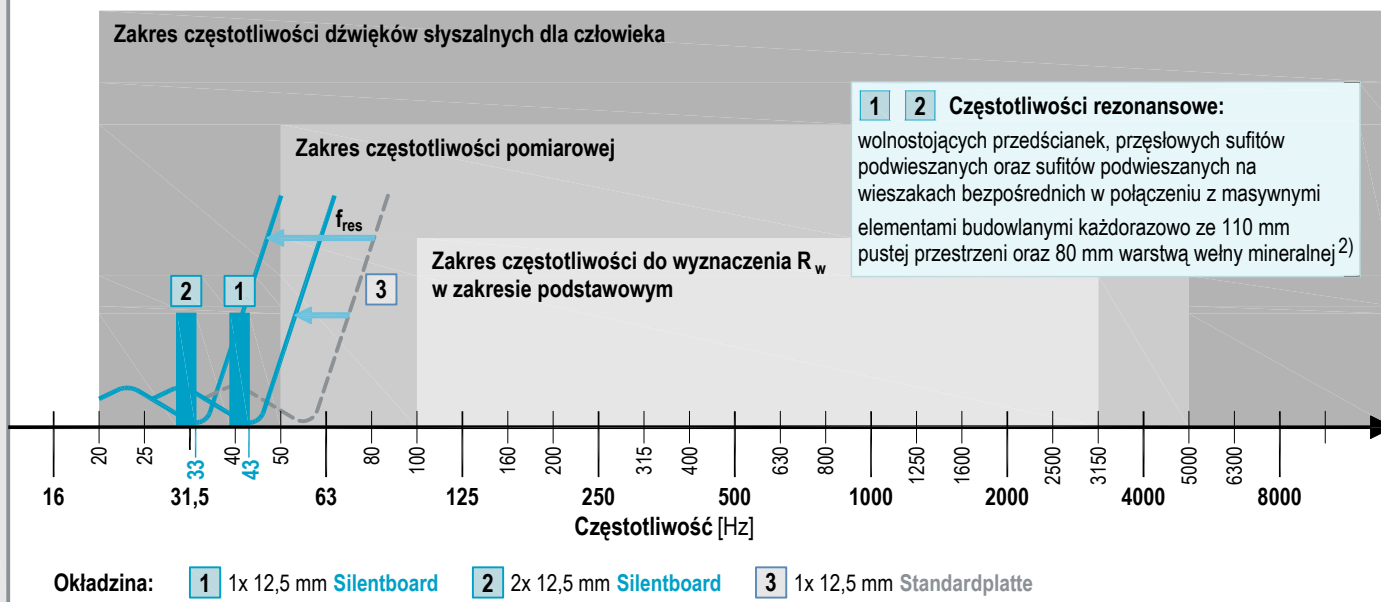 Zakres częstotliwości dźwięków słyszalnych dla człowieka
1 2 Częstotliwości rezonansowe:
wolnostojących przedścianek, przęsłowych sufitów
podwieszanych oraz sufitów podwieszanych na
wieszakach bezpośrednich w połączeniu z masywnymi
elementami budowlanymi każdorazowo ze 110 mm
pustej przestrzeni oraz 80 mm warstwą wełny mineralnej 2)
Zakres częstotliwości pomiarowej
fres
Zakres częstotliwości do wyznaczenia Rw
w zakresie podstawowym
2 1 3
20 25 33 40 43 50 80 100 160 200 315 400 630 800 1250 1600 2500 3150 5000 6300
16 31,5 63 125 250 500 1000 2000 4000 8000
Częstotliwość [Hz]
Okładzina: 1 1x 12,5 mm Silentboard 2 2x 12,5 mm Silentboard 3 1x 12,5 mm Standardplatte